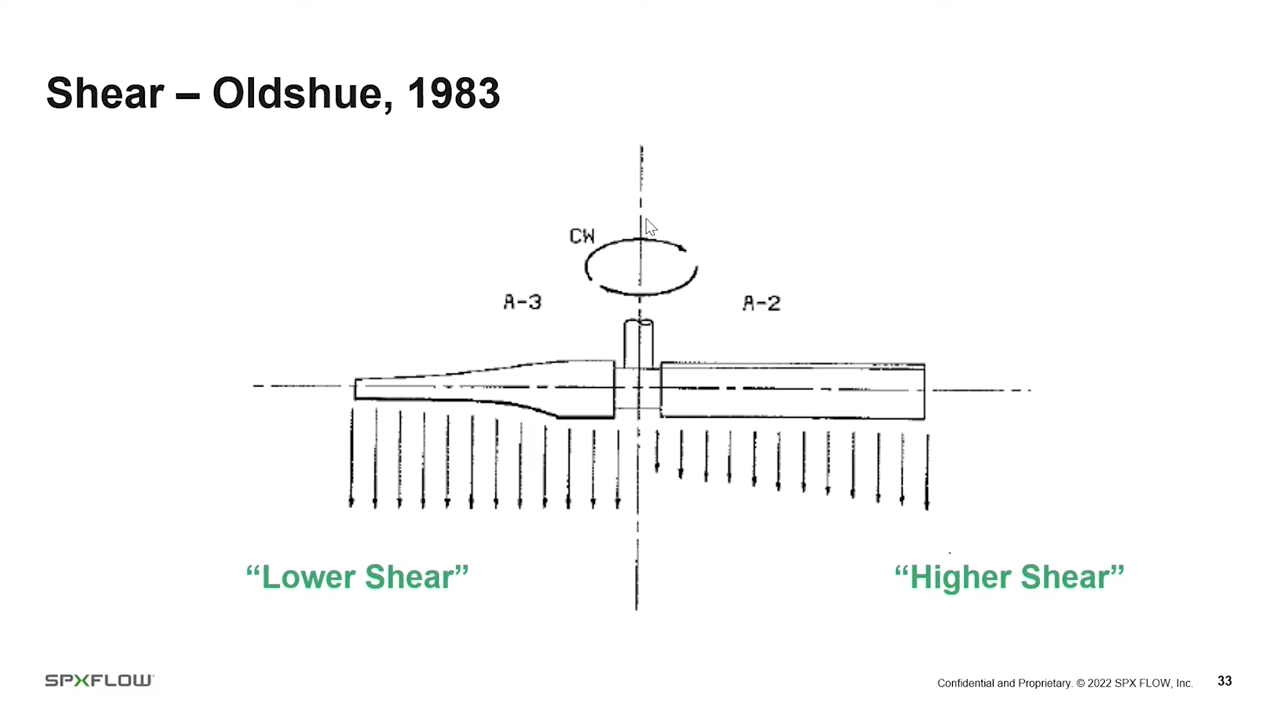 Shear – Oldshue, 1983
CW
A-3
A-2
“Lower Shear”
“Higher Shear”
SPXFLOW
Confidential and Proprietary. © 2022 SPX FLOW, Inc.
33